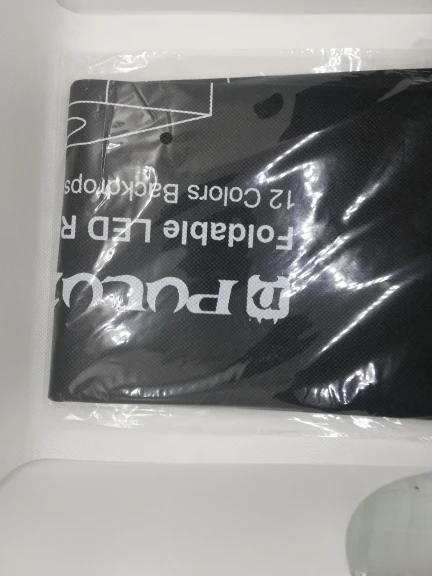 PULU
Foldable LED R
12 Colors Backdrops